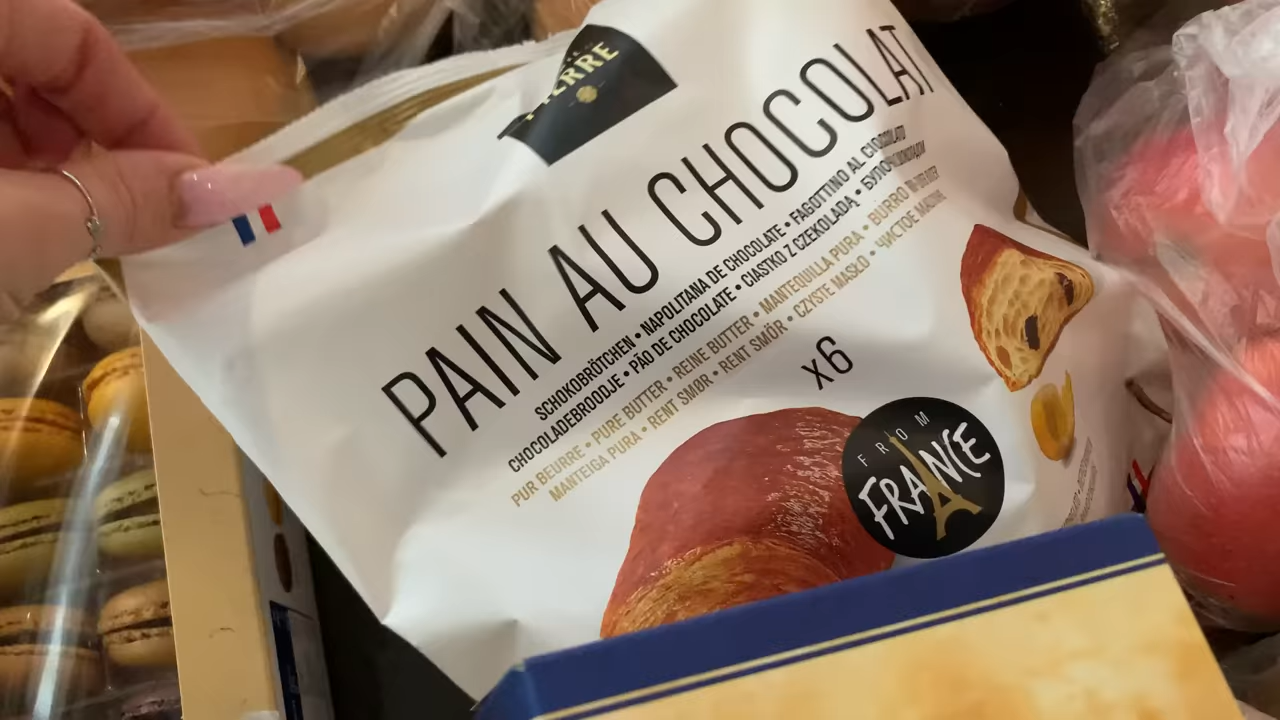 PIERRE
PAIN AU CHOCOLAT
SCHOKOBRÖTCHEN • NAPOLITANA DE CHOCOLATE • FAGOTTINO AL CIOCCOLATO
CHOCOLADEBROODJE • PÃO DE CHOCOLATE • CIASTKO Z CZEKOLADĄ •
PUR BEURRE • PURE BUTTER • REINE BUTTER • MANTEQUILLA PURA • BURRO
MANTEIGA PURA • RENT SMØR • RENT SMÖR • CZYSTE MASŁO • ЧИСТОЕ МАСЛО
x6
FROM
FRANCE